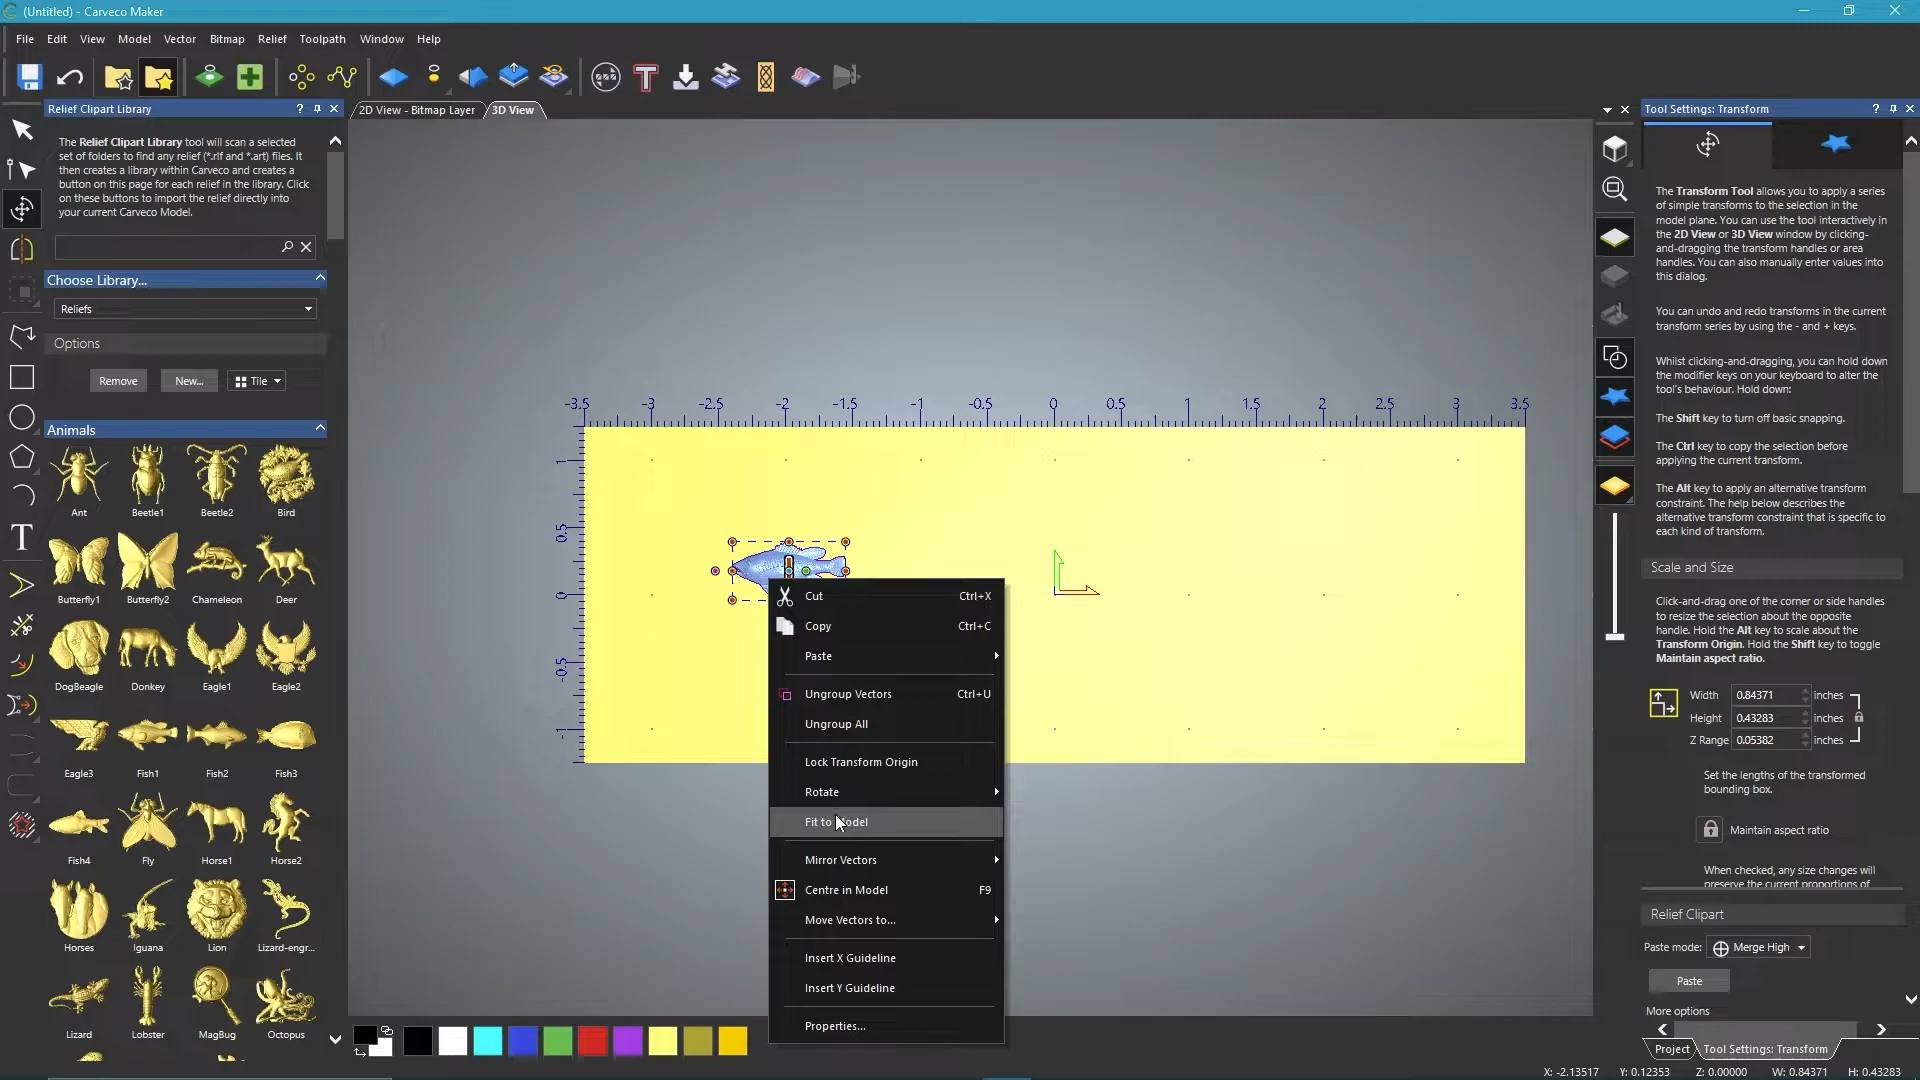 (Untitled) - Carveco Maker
File Edit View Model Vector Bitmap Relief Toolpath Window Help
Relief Clipart Library ?
The Relief Clipart Library tool will scan a selected
set of folders to find any relief (*.rlf and *.art) files. It
then creates a library within Carveco and creates a
button on this page for each relief in the library. Click
on these buttons to import the relief directly into
your current Carveco Model.
Choose Library...
Reliefs
Options
Remove New... Tile
Animals
Ant Beetle1 Beetle2 Bird
Butterfly1 Butterfly2 Chameleon Deer
DogBeagle Donkey Eagle1 Eagle2
Eagle3 Fish1 Fish2 Fish3
Fish4 Fly Horse1 Horse2
Horses Iguana Lion Lizard-engr...
Lizard Lobster MagBug Octopus
2D View - Bitmap Layer 3D View
-3.5 -3 -2.5 -2 -1.5 -1 -0.5 0 0.5 1 1.5 2 2.5 3 3.5
1
0.5
0
-0.5
-1
Cut Ctrl+X
Copy Ctrl+C
Paste
Ungroup Vectors Ctrl+U
Ungroup All
Lock Transform Origin
Rotate
Fit to Model
Mirror Vectors
Centre in Model F9
Move Vectors to...
Insert X Guideline
Insert Y Guideline
Properties...
Tool Settings: Transform ?
The Transform Tool allows you to apply a series
of simple transforms to the selection in the
model plane. You can use the tool interactively in
the 2D View or 3D View window by clicking-
and-dragging the transform handles or area
handles. You can also manually enter values into
this dialog.
You can undo and redo transforms in the current
transform series by using the - and + keys.
Whilst clicking-and-dragging, you can hold down
the modifier keys on your keyboard to alter the
tool's behaviour. Hold down:
The Shift key to turn off basic snapping.
The Ctrl key to copy the selection before
applying the current transform.
The Alt key to apply an alternative transform
constraint. The help below describes the
alternative transform constraint that is specific to
each kind of transform.
Scale and Size
Click-and-drag one of the corner or side handles
to resize the selection about the opposite
handle. Hold the Alt key to scale about the
Transform Origin. Hold the Shift key to toggle
Maintain aspect ratio.
Width 0.84371 inches
Height 0.43283 inches
Z Range 0.05382 inches
Set the lengths of the transformed
bounding box.
Maintain aspect ratio
When checked, any size changes will
preserve the current proportions of
Relief Clipart
Paste mode: Merge High
Paste
More options
Project Tool Settings: Transform
X: -2.13517 Y: 0.12353 Z: 0.00000 W: 0.84371 H: 0.43283